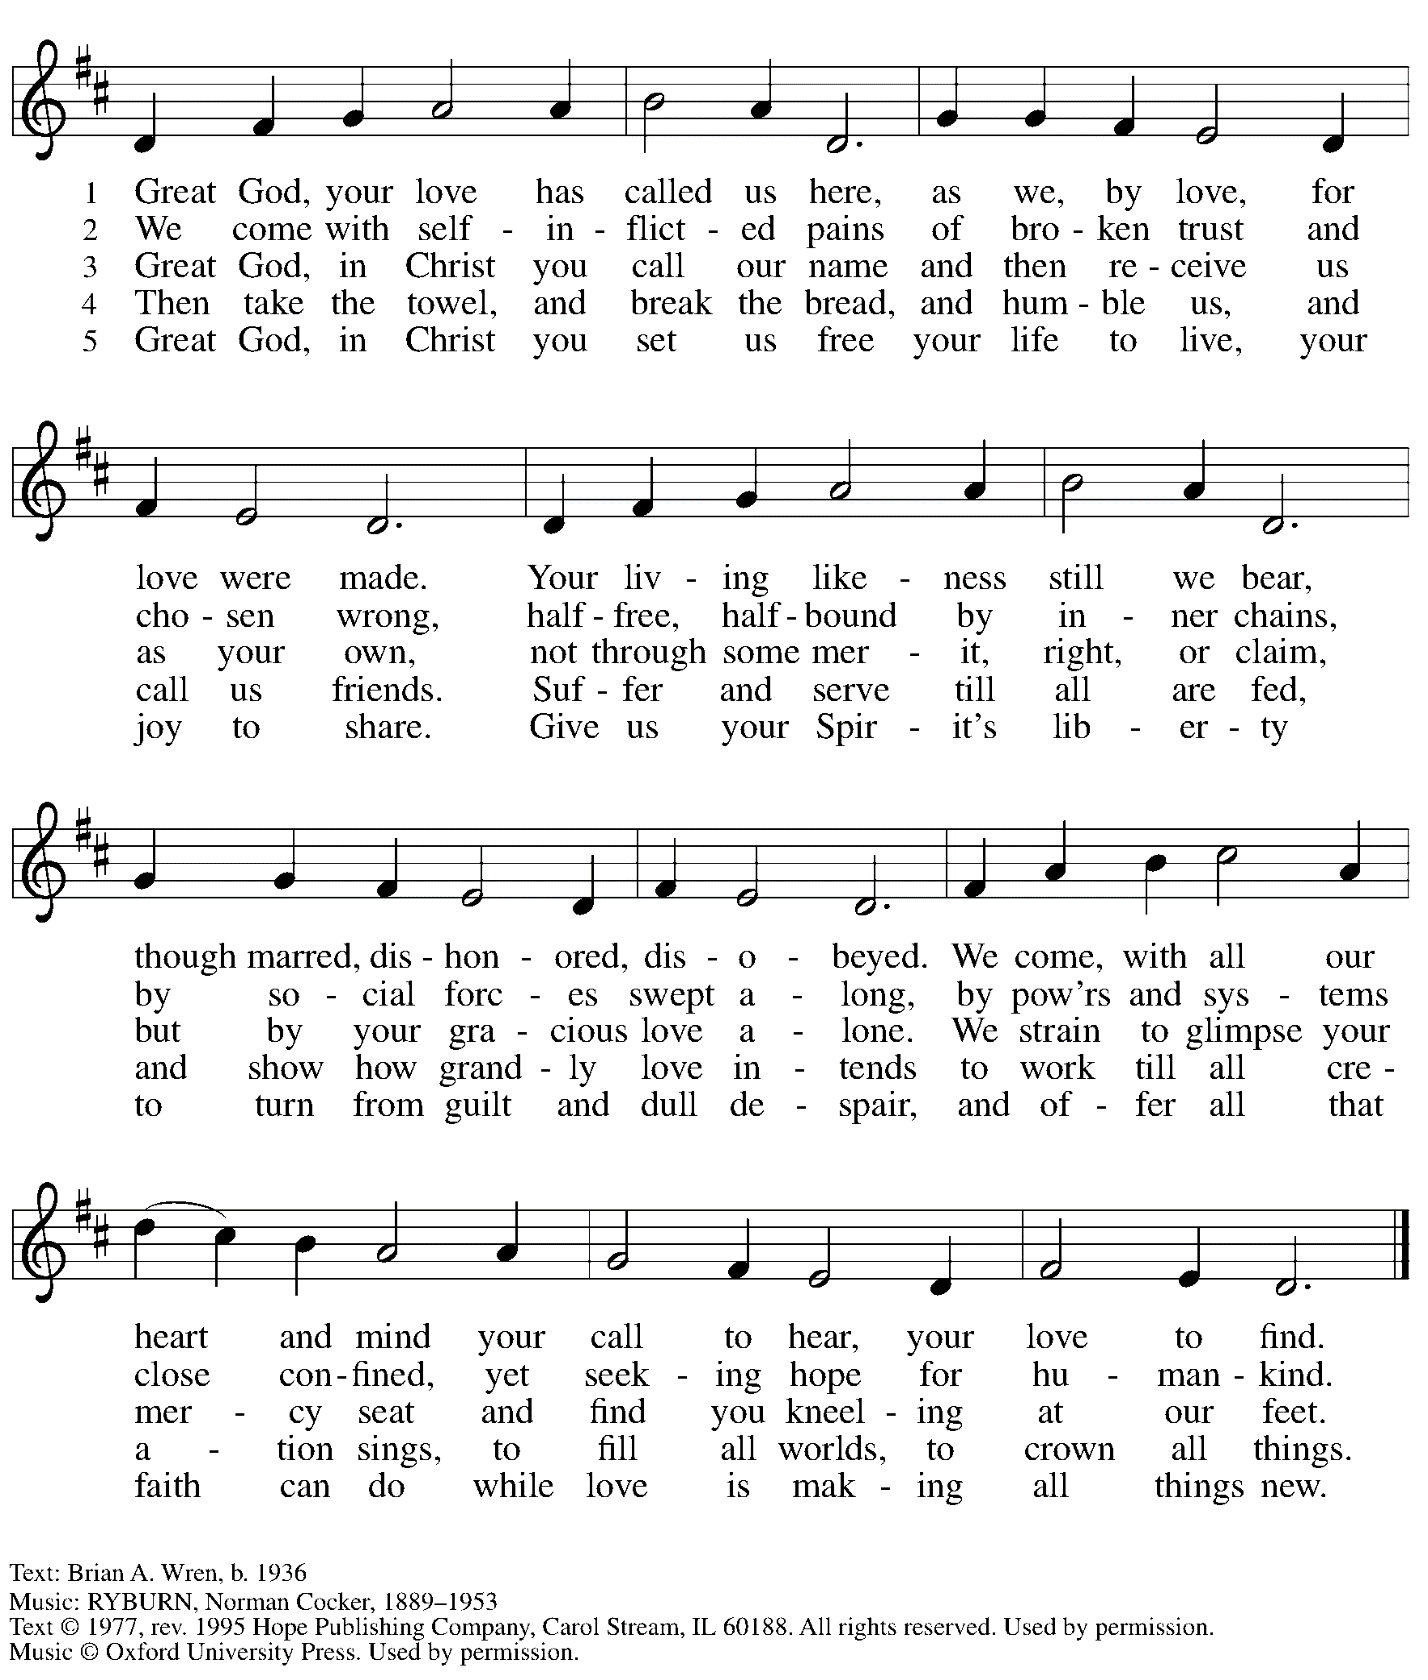 1 Great God, your love has called us here, as we, by love, for
2 We come with self - in - flict - ed pains of bro - ken trust and
3 Great God, in Christ you call our name and then re - ceive us
4 Then take the towel, and break the bread, and hum - ble us, and
5 Great God, in Christ you set us free your life to live, your
love were made. Your liv - ing like - ness still we bear,
cho - sen wrong, half - free, half - bound by in - ner chains,
as your own, not through some mer - it, right, or claim,
call us friends. Suf - fer and serve till all are fed,
joy to share. Give us your Spir - it's lib - er - ty
though marred, dis - hon - ored, dis - o - beyed. We come, with all our
by so - cial forc - es swept a - long, by pow'rs and sys - tems
but by your gra - cious love a - lone. We strain to glimpse your
and show how grand - ly love in - tends to work till all cre -
to turn from guilt and dull de - spair, and of - fer all that
heart and mind your call to hear, your love to find.
close con - fined, yet seek - ing hope for hu - man - kind.
mer - cy seat and find you kneel - ing at our feet.
a - tion sings, to fill all worlds, to crown all things.
faith can do while love is mak - ing all things new.
Text: Brian A. Wren, b. 1936
Music: RYBURN, Norman Cocker, 1889–1953
Text © 1977, rev. 1995 Hope Publishing Company, Carol Stream, IL 60188. All rights reserved. Used by permission.
Music © Oxford University Press. Used by permission.